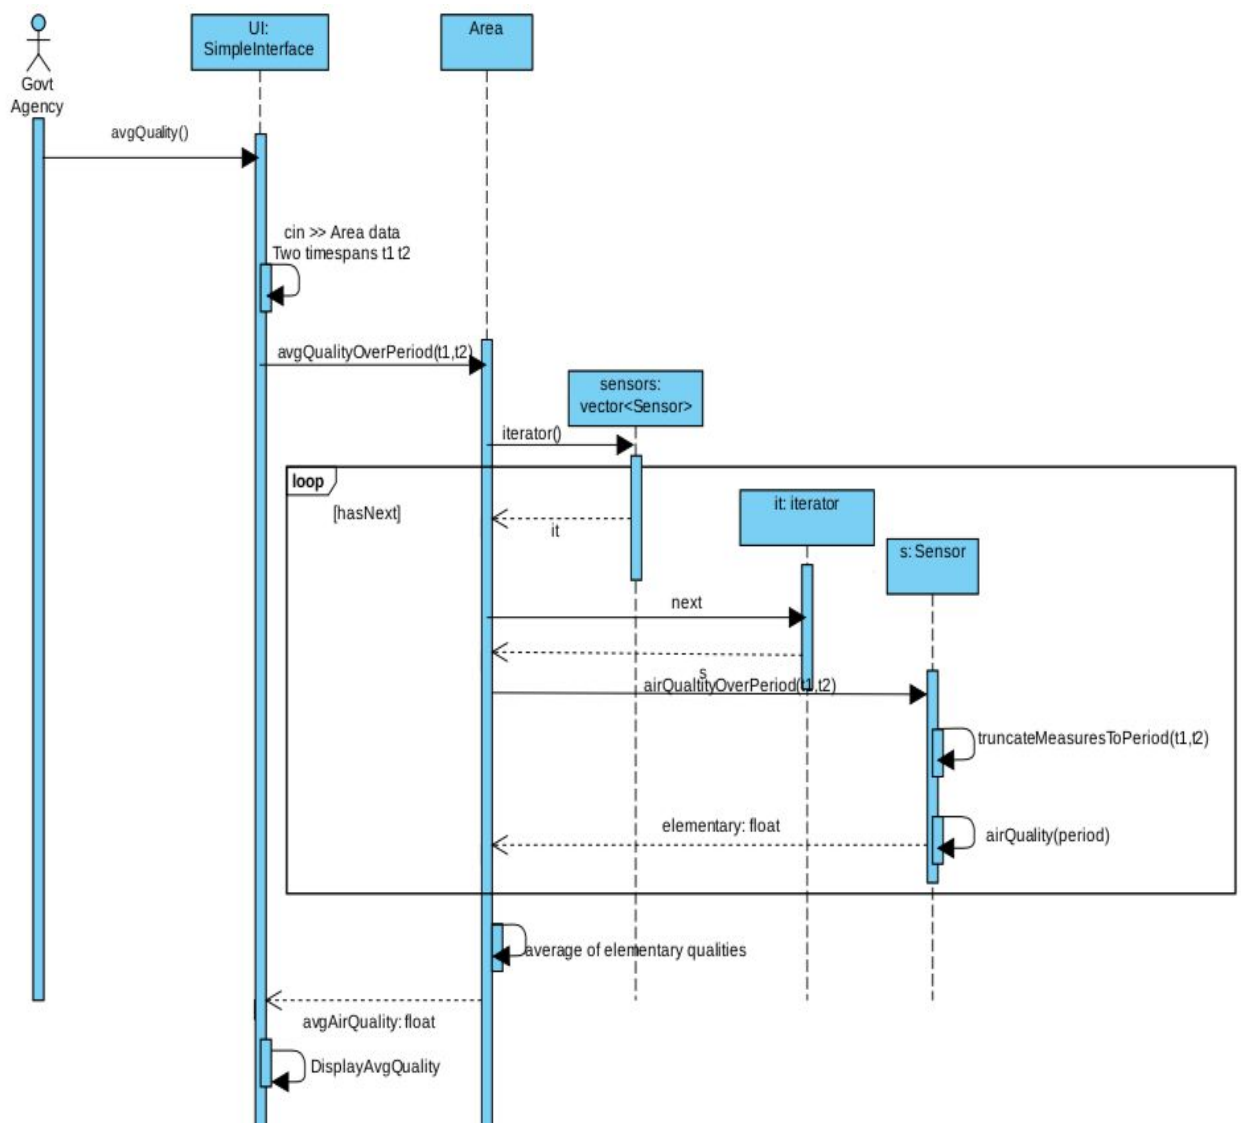 UI:
SimpleInterface
Area
Govt
Agency
avgQuality()
cin >> Area data
Two timespans t1 t2
avgQualityOverPeriod(t1,t2)
sensors:
vector<Sensor>
iterator()
loop
[hasNext]
it
it: iterator
s: Sensor
next
s
airQualtityOverPeriod(t1,t2)
truncateMeasuresToPeriod(t1,t2)
elementary: float
airQuality(period)
average of elementary qualities
avgAirQuality: float
DisplayAvgQuality